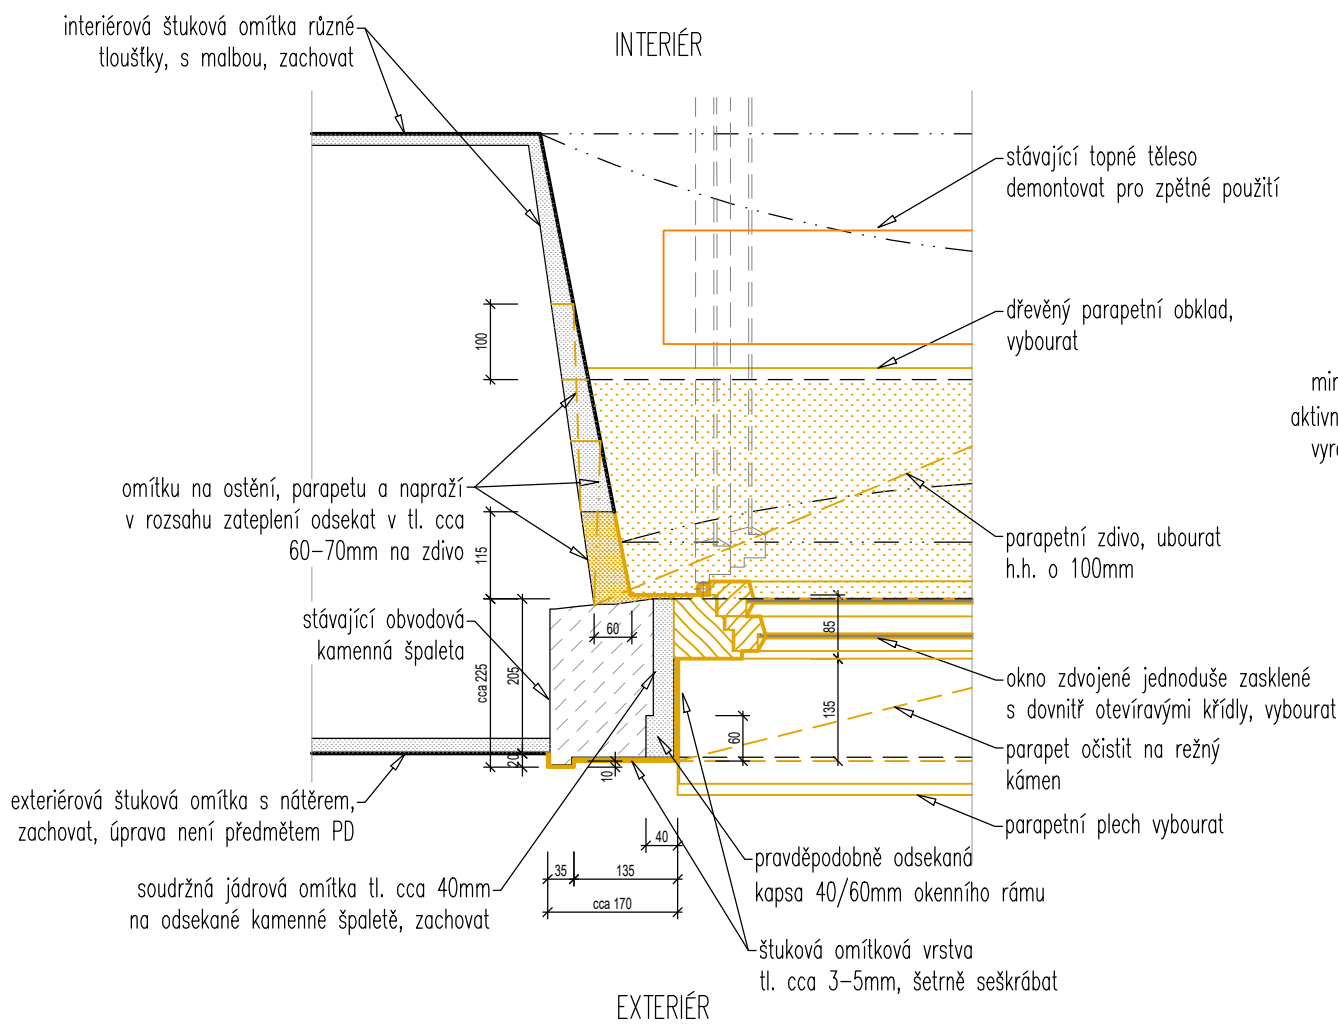 interiérová štuková omítka různé
tloušťky, s malbou, zachovat
INTERIÉR
stávající topné těleso
demontovat pro zpětné použití
dřevěný parapetní obklad,
vybourat
100
omítku na ostění, parapetu a napraží
v rozsahu zateplení odsekat v tl. cca
60-70mm na zdivo
115
parapetní zdivo, ubourat
h.h. o 100mm
stávající obvodová
kamenná špaleta
60
85
cca 225
205
135
60
20
10
okno zdvojené jednoduše zasklené
s dovnitř otevíravými křídly, vybourat
parapet očistit na režný
kámen
exteriérová štuková omítka s nátěrem,
zachovat, úprava není předmětem PD
parapetní plech vybourat
40
35
135
cca 170
pravděpodobně odsekaná
kapsa 40/60mm okenního rámu
soudržná jádrová omítka tl. cca 40mm
na odsekané kamenné špaletě, zachovat
štuková omítková vrstva
tl. cca 3-5mm, šetrně seškrábat
EXTERIÉR